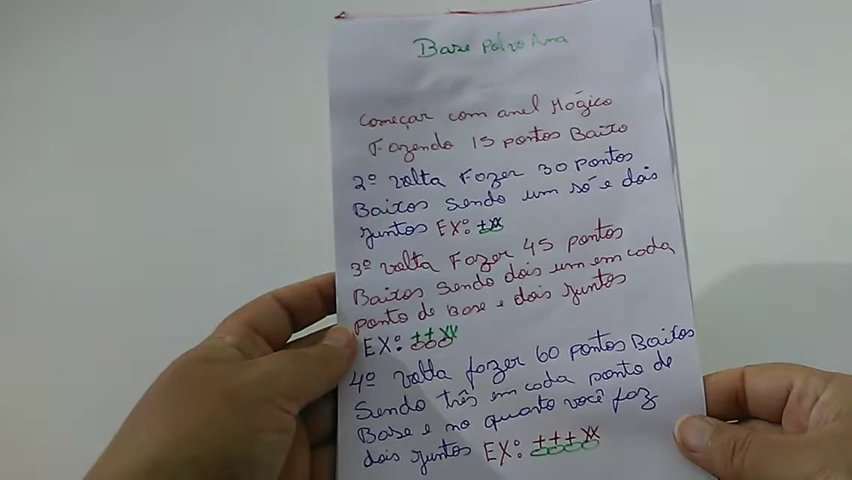 Base Polvo Ana
Começar com anel Mágico
Fazendo 15 pontos Baixo
2º volta Fazer 30 pontos
Baixos sendo um só e dois
juntos EX: +XX
3º volta Fazer 45 pontos
Baixos sendo dois um em cada
ponto de Base e dois juntos
EX: ++XX
4º volta fazer 60 pontos Baixos
Sendo três em cada ponto de
Base e no quarto você faz
dois juntos EX: +++XX